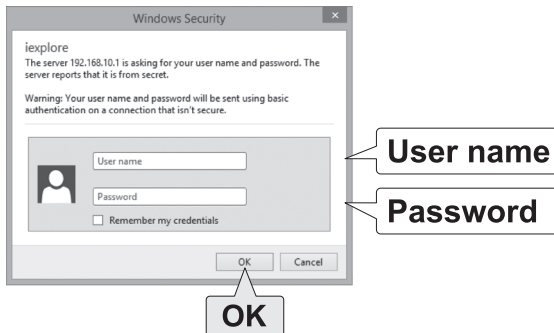 Windows Security
iexplore
The server 192.168.10.1 is asking for your user name and password. The
server reports that it is from secret.
Warning: Your user name and password will be sent using basic
authentication on a connection that isn't secure.
User name
User name
Password
Password
Remember my credentials
OK
Cancel
OK